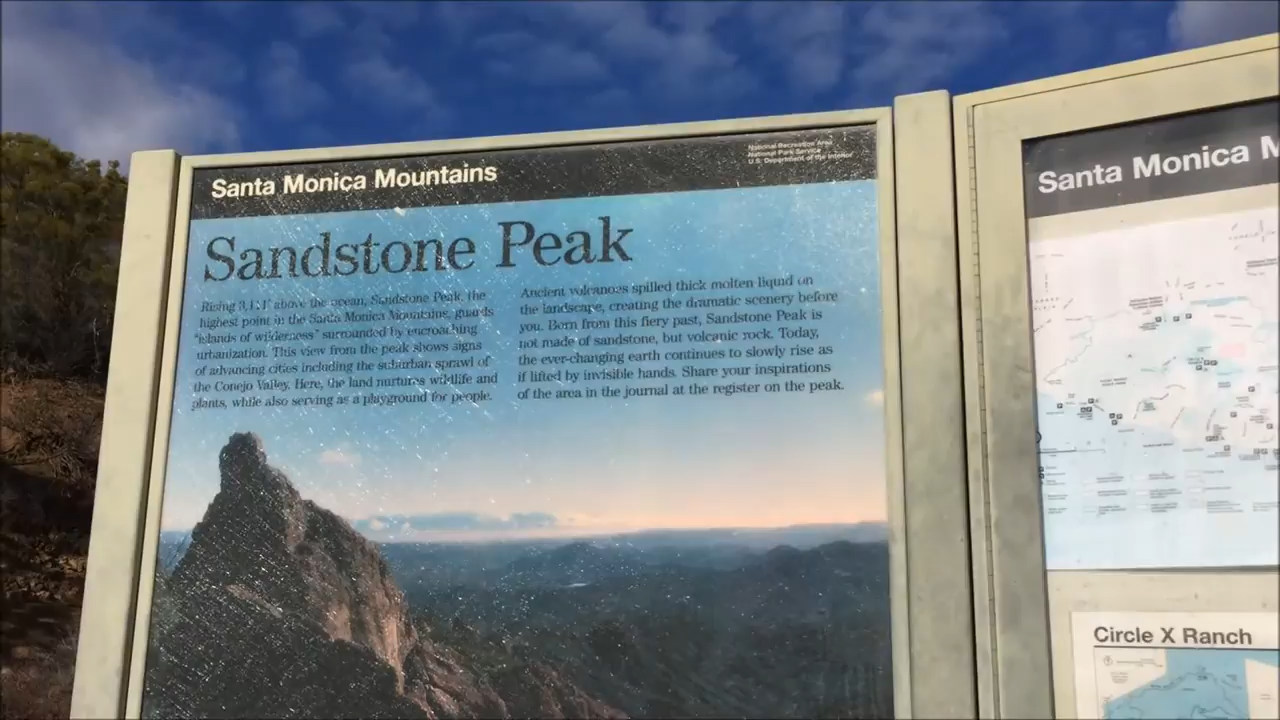 Santa Monica Mountains
National Recreation Area
National Park Service
U.S. Department of the Interior
Sandstone Peak
Rising 3,111' above the ocean, Sandstone Peak, the
highest point in the Santa Monica Mountains, guards
"islands of wilderness" surrounded by encroaching
urbanization. This view from the peak shows signs
of advancing cities including the suburban sprawl of
the Conejo Valley. Here, the land nurtures wildlife and
plants, while also serving as a playground for people.
Ancient volcanoes spilled thick molten liquid on
the landscape, creating the dramatic scenery before
you. Born from this fiery past, Sandstone Peak is
not made of sandstone, but volcanic rock. Today,
the ever-changing earth continues to slowly rise as
if lifted by invisible hands. Share your inspirations
of the area in the journal at the register on the peak.
Santa Monica M
Circle X Ranch